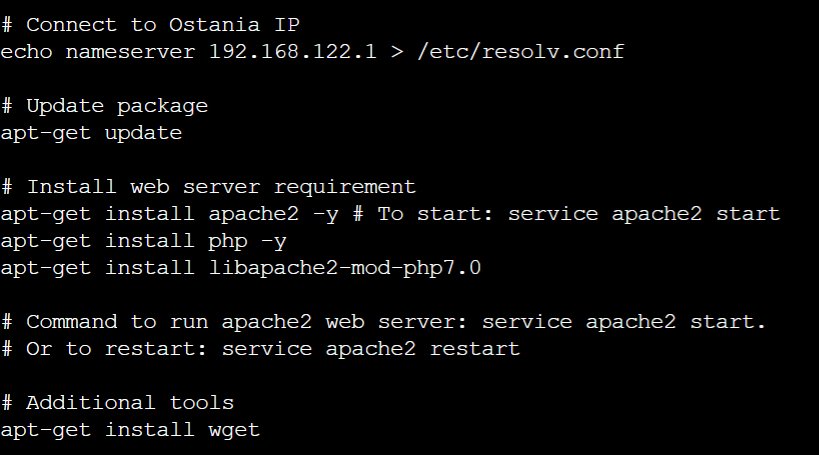 # Connect to Ostania IP
echo nameserver 192.168.122.1 > /etc/resolv.conf
# Update package
apt-get update
# Install web server requirement
apt-get install apache2 -y # To start: service apache2 start
apt-get install php -y
apt-get install libapache2-mod-php7.0
# Command to run apache2 web server: service apache2 start.
# Or to restart: service apache2 restart
# Additional tools
apt-get install wget